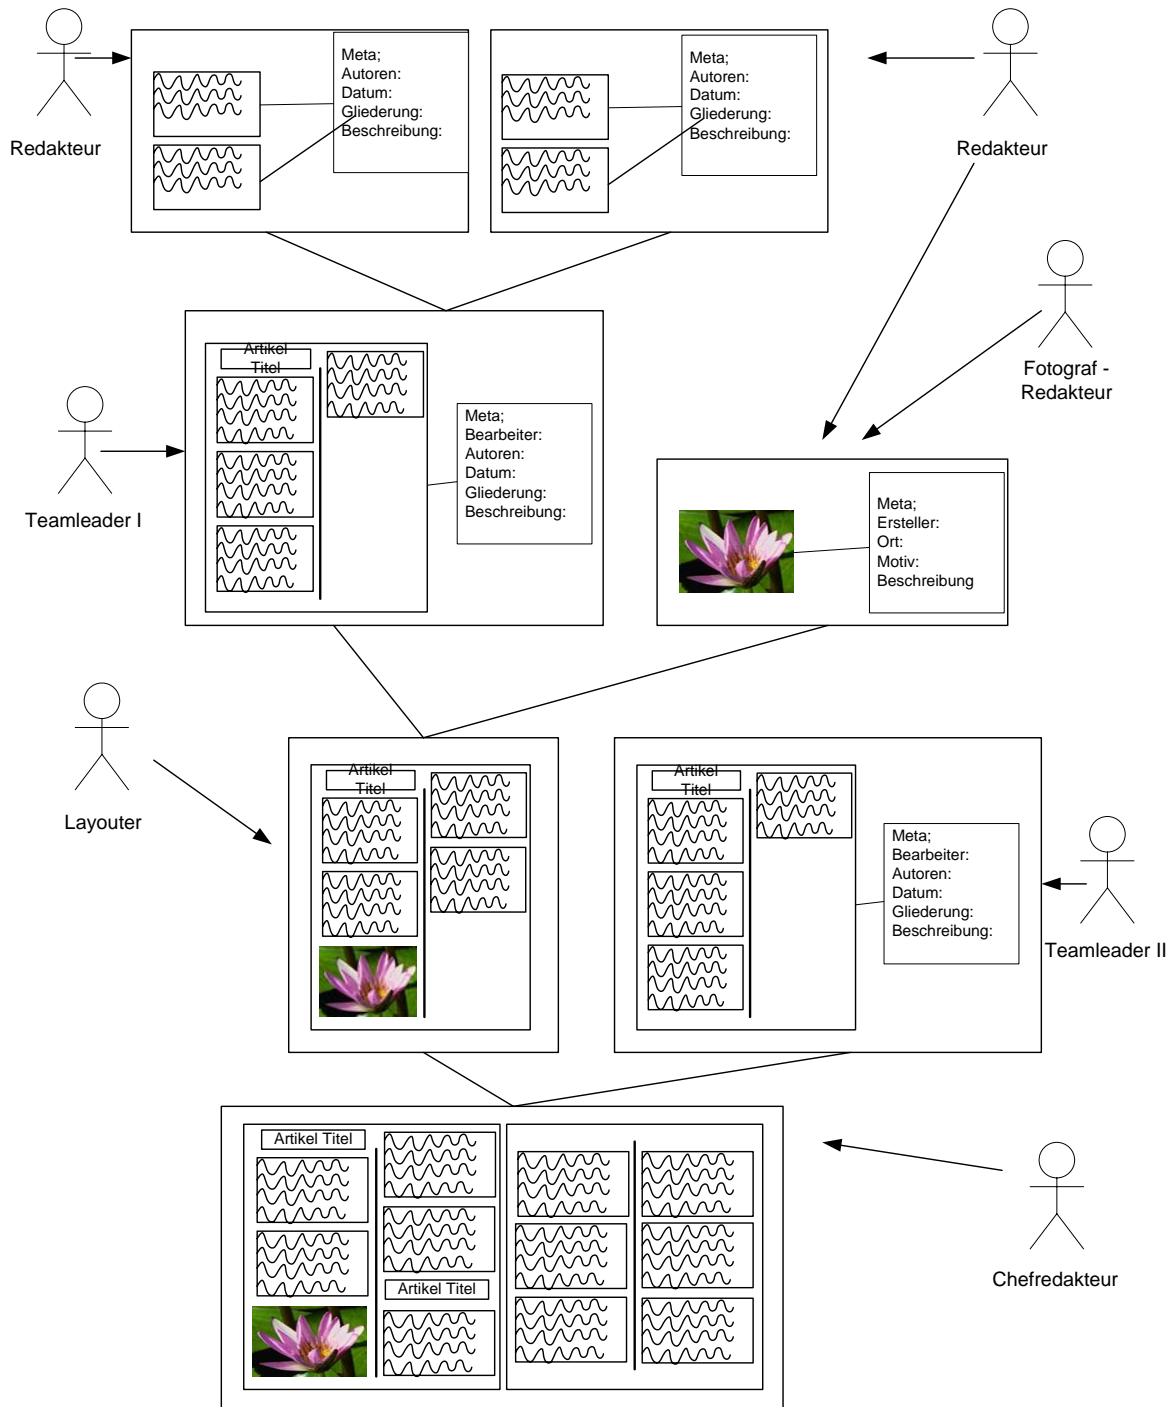 Meta;
Autoren:
Datum:
Gliederung:
Beschreibung:
Meta;
Autoren:
Datum:
Gliederung:
Beschreibung:
Redakteur
Redakteur
Artikel
Titel
Meta;
Bearbeiter:
Autoren:
Datum:
Gliederung:
Beschreibung:
Teamleader I
Fotograf -
Redakteur
Meta;
Ersteller:
Ort:
Motiv:
Beschreibung
Layouter
Artikel
Titel
Artikel
Titel
Meta;
Bearbeiter:
Autoren:
Datum:
Gliederung:
Beschreibung:
Teamleader II
Artikel Titel
Artikel Titel
Chefredakteur